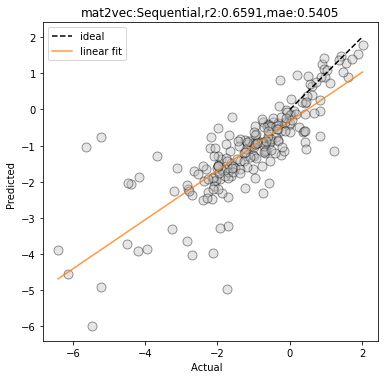 mat2vec:Sequential,r2:0.6591,mae:0.5405
ideal
linear fit
2
1
0
−1
−2
−3
−4
−5
−6
Predicted
−6
−4
−2
0
2
Actual